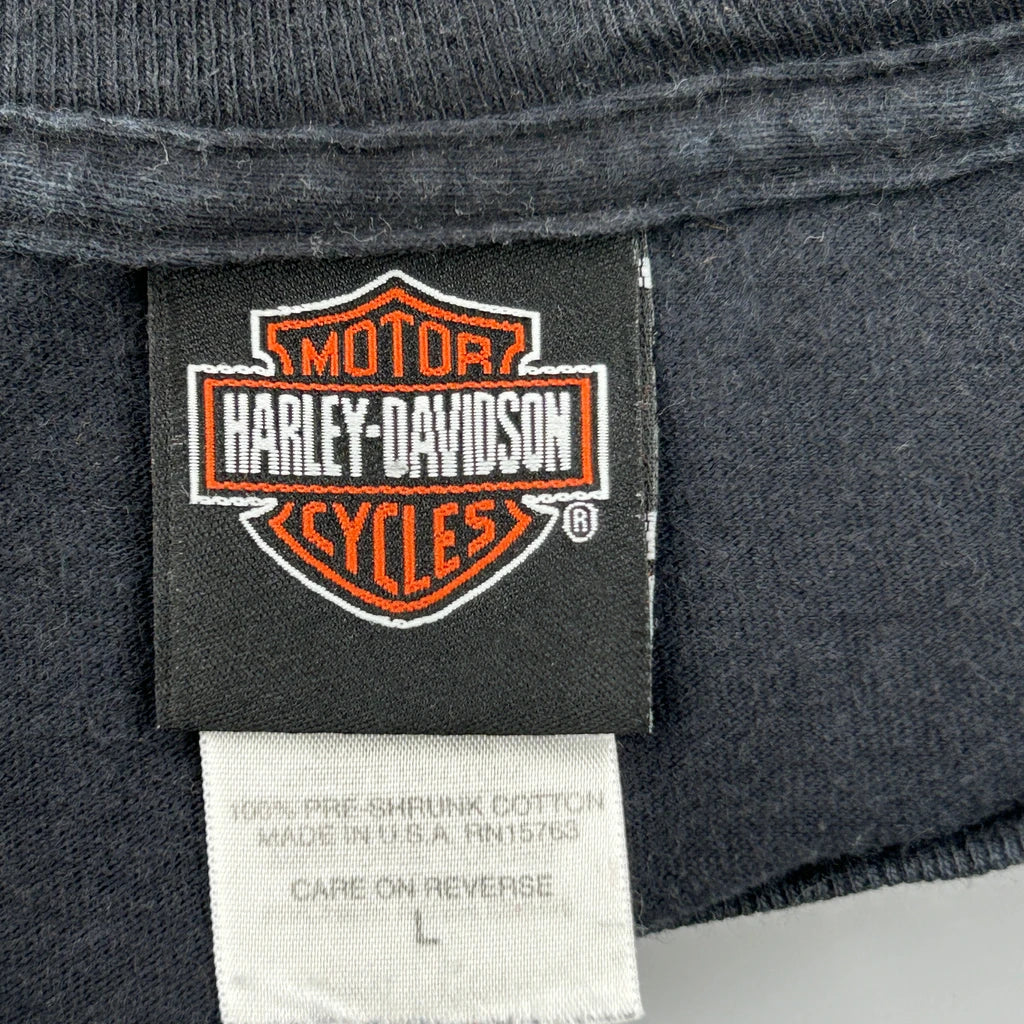 MOTOR
HARLEY-DAVIDSON
CYCLES
®
100% PRE-SHRUNK COTTON
MADE IN U.S.A. RN15763
CARE ON REVERSE
L